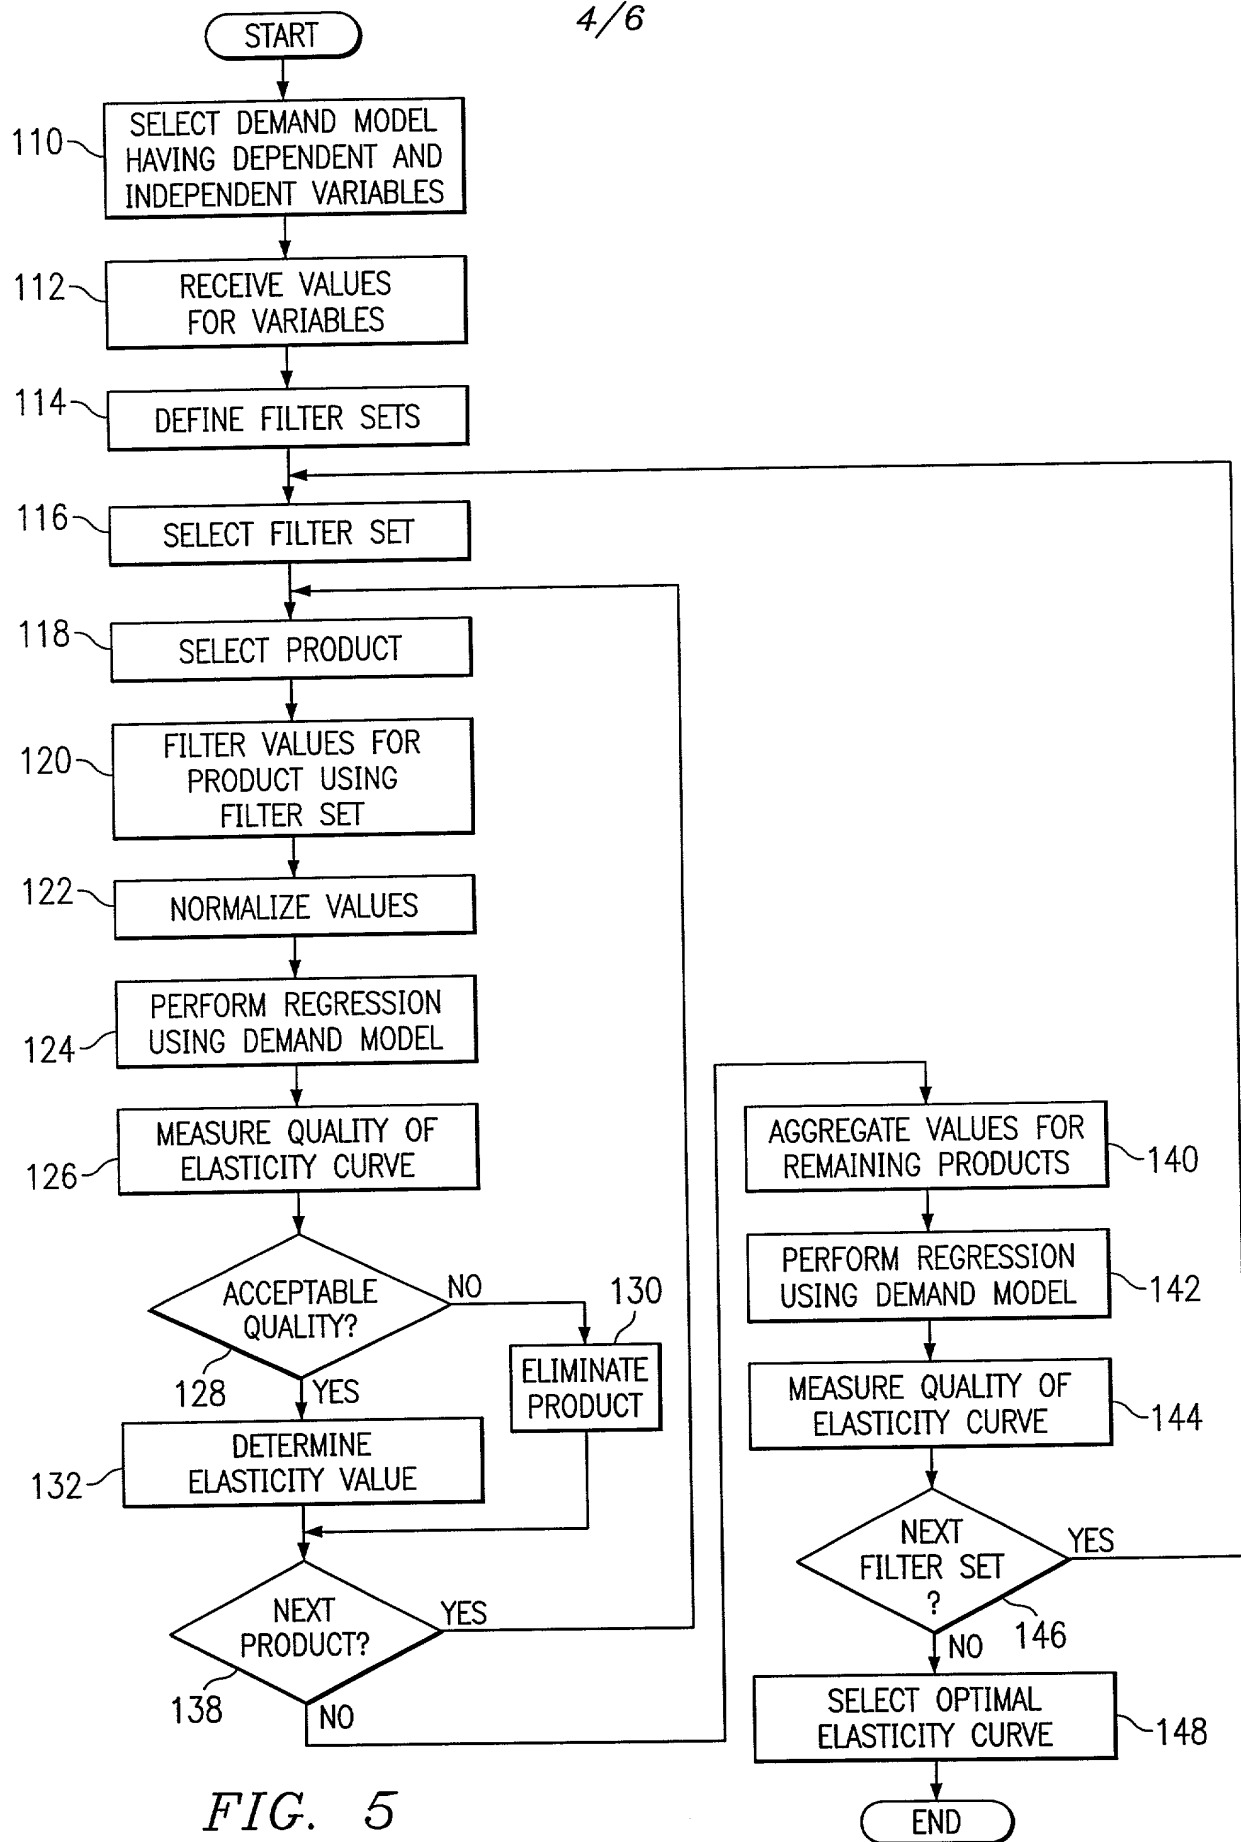 4/6
START
110
SELECT DEMAND MODEL
HAVING DEPENDENT AND
INDEPENDENT VARIABLES
112
RECEIVE VALUES
FOR VARIABLES
114
DEFINE FILTER SETS
116
SELECT FILTER SET
118
SELECT PRODUCT
120
FILTER VALUES FOR
PRODUCT USING
FILTER SET
122
NORMALIZE VALUES
124
PERFORM REGRESSION
USING DEMAND MODEL
126
MEASURE QUALITY OF
ELASTICITY CURVE
ACCEPTABLE
QUALITY?
128
NO
YES
130
ELIMINATE
PRODUCT
132
DETERMINE
ELASTICITY VALUE
NEXT
PRODUCT?
138
YES
NO
AGGREGATE VALUES FOR
REMAINING PRODUCTS
140
PERFORM REGRESSION
USING DEMAND MODEL
142
MEASURE QUALITY OF
ELASTICITY CURVE
144
NEXT
FILTER SET
?
YES
146
NO
SELECT OPTIMAL
ELASTICITY CURVE
148
END
FIG. 5